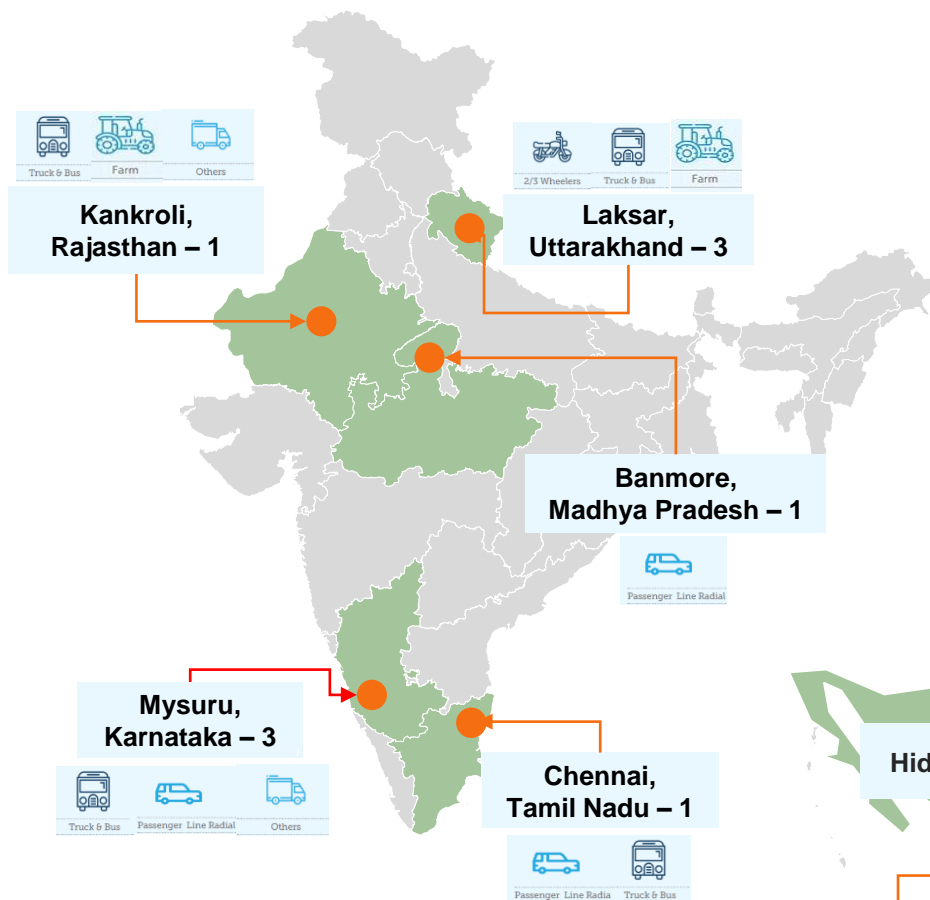 Truck & Bus
Farm
Others
Kankroli,
Rajasthan – 1
2/3 Wheelers
Truck & Bus
Farm
Laksar,
Uttarakhand – 3
Banmore,
Madhya Pradesh – 1
Passenger Line Radial
Mysuru,
Karnataka – 3
Truck & Bus
Passenger Line Radial
Others
Chennai,
Tamil Nadu – 1
Passenger Line Radia
Truck & Bus
Hid